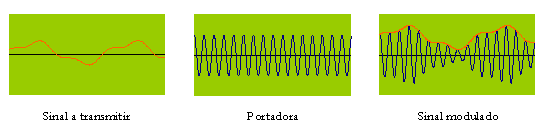 Sinal a transmitir
Portadora
Sinal modulado